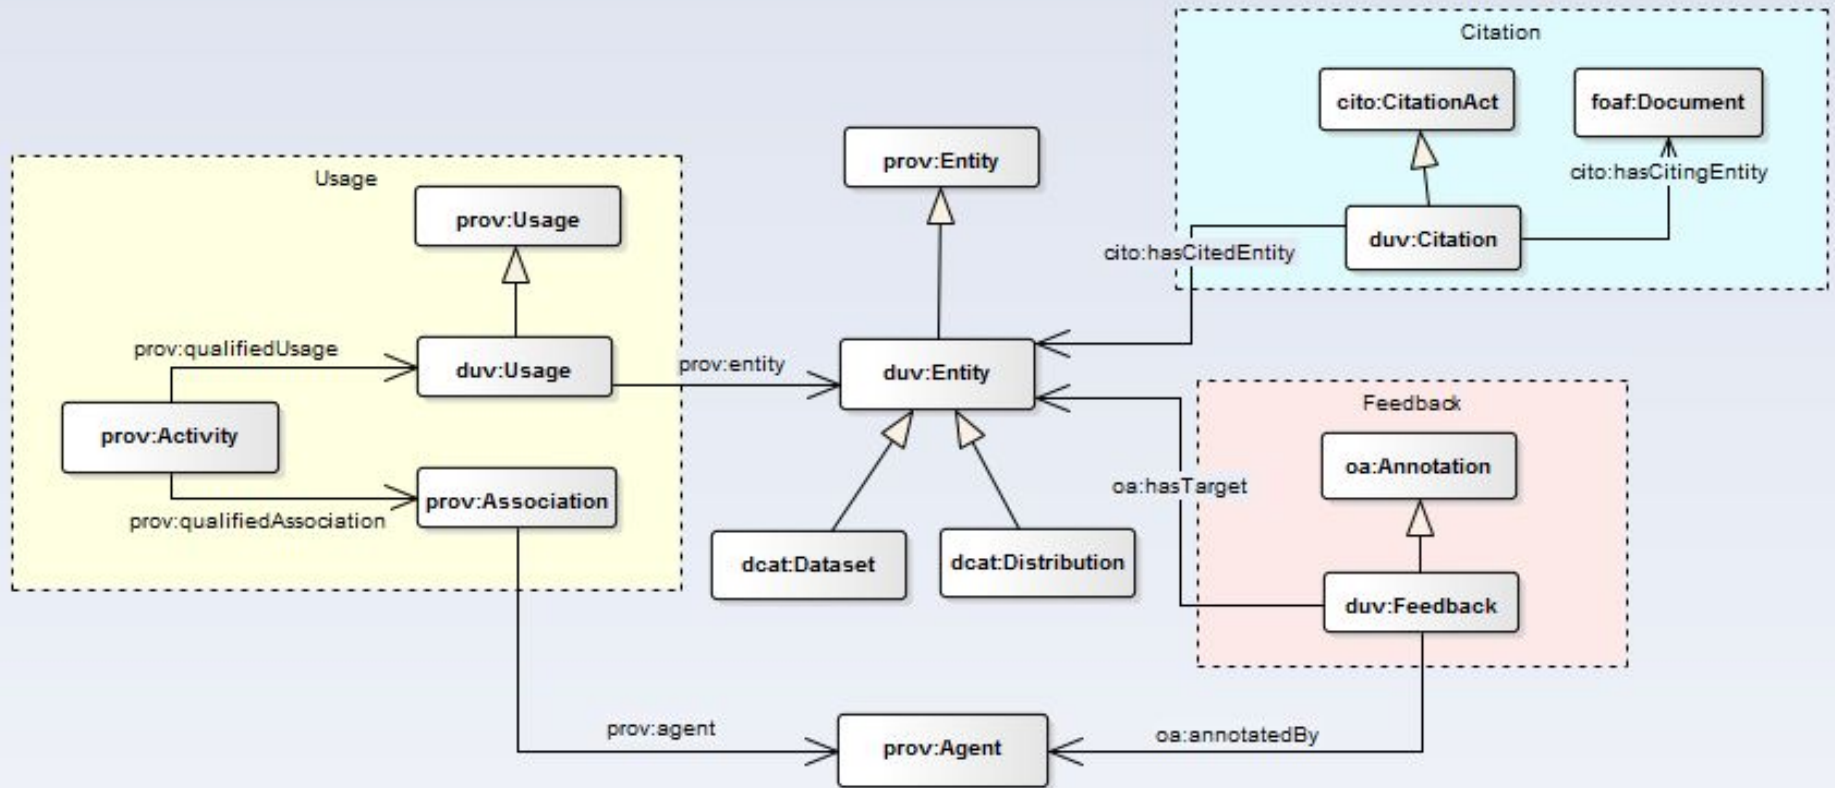 Citation
cito:CitationAct
foaf:Document
prov:Entity
cito:hasCitingEntity
Usage
prov:Usage
duv:Citation
cito:hasCitedEntity
prov:qualifiedUsage
duv:Usage
prov:entity
duv:Entity
Feedback
prov:Activity
oa:Annotation
oa:hasTarget
prov:Association
prov:qualifiedAssociation
dcat:Dataset
dcat:Distribution
duv:Feedback
prov:agent
prov:Agent
oa:annotatedBy